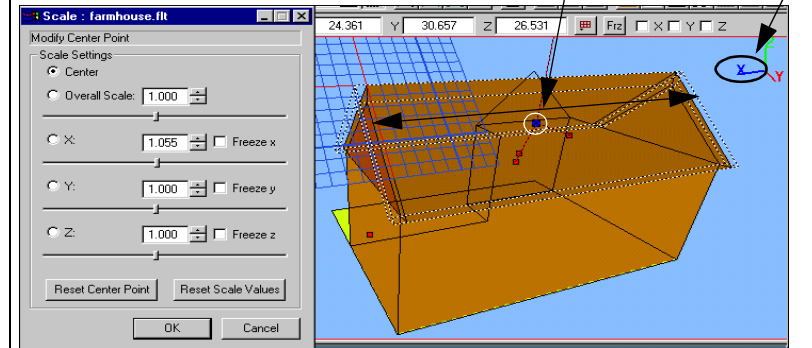 Scale : farmhouse.flt
Modify Center Point
Scale Settings
Center
Overall Scale: 1.000
X: 1.055 Freeze x
Y: 1.000 Freeze y
Z: 1.000 Freeze z
Reset Center Point Reset Scale Values
OK Cancel
24.361 Y 30.657 Z 26.531 Frz X Y Z
X
Y